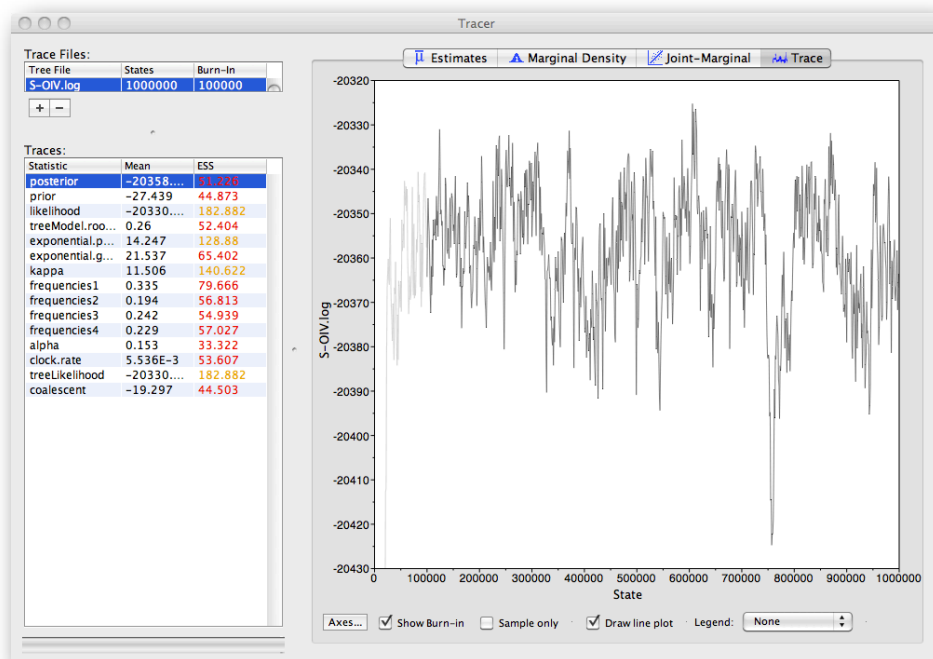 Tracer
Trace Files:
Tree File States Burn-In
S-OIV.log 1000000 100000
+ −
Traces:
Statistic Mean ESS
posterior -20358.... 51.226
prior -27.439 44.873
likelihood -20330.... 182.882
treeModel.roo... 0.26 52.404
exponential.p... 14.247 128.88
exponential.g... 21.537 65.402
kappa 11.506 140.622
frequencies1 0.335 79.666
frequencies2 0.194 56.813
frequencies3 0.242 54.939
frequencies4 0.229 57.027
alpha 0.153 33.322
clock.rate 5.536E-3 53.607
treeLikelihood -20330.... 182.882
coalescent -19.297 44.503
μ Estimates Marginal Density Joint-Marginal Trace
-20320
-20330
-20340
-20350
-20360
-20370
-20380
-20390
-20400
-20410
-20420
-20430
S-OIV.log
0 100000 200000 300000 400000 500000 600000 700000 800000 900000 1000000
State
Axes... Show Burn-in Sample only Draw line plot Legend: None